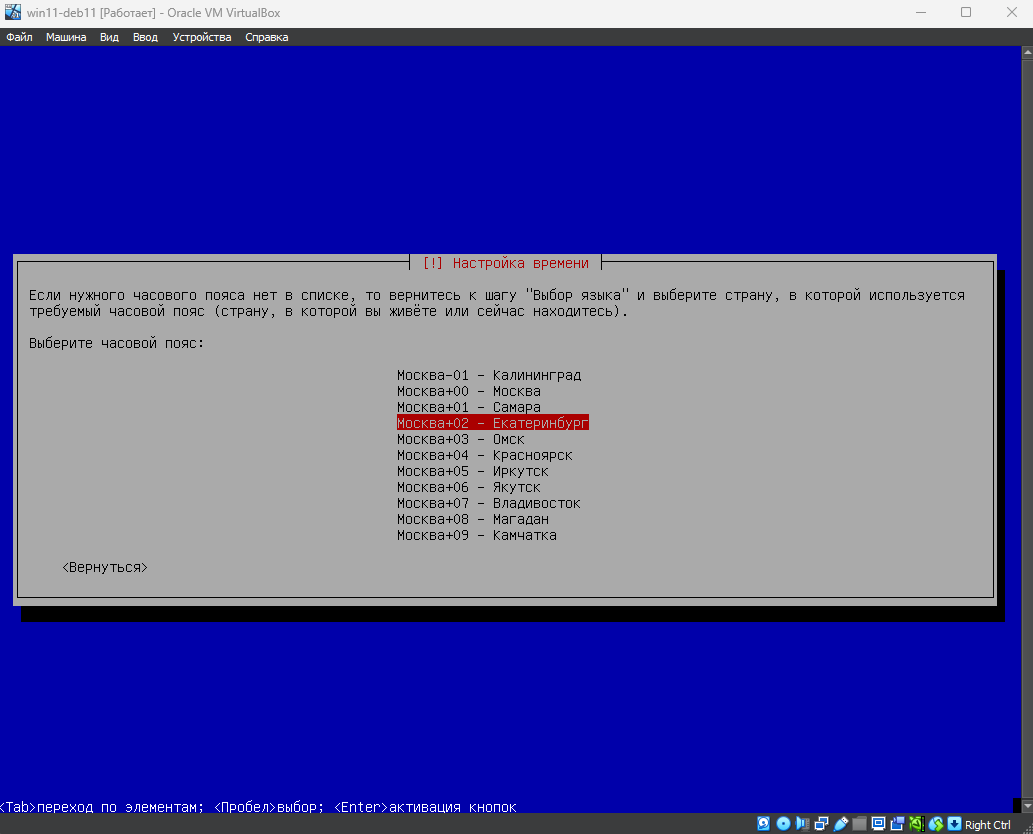 win11-deb11 [Работает] - Oracle VM VirtualBox
Файл Машина Вид Ввод Устройства Справка
[!] Настройка времени
Если нужного часового пояса нет в списке, то вернитесь к шагу "Выбор языка" и выберите страну, в которой используется
требуемый часовой пояс (страну, в которой вы живёте или сейчас находитесь).
Выберите часовой пояс:
Москва-01 - Калининград
Москва+00 - Москва
Москва+01 - Самара
Москва+02 - Екатеринбург
Москва+03 - Омск
Москва+04 - Красноярск
Москва+05 - Иркутск
Москва+06 - Якутск
Москва+07 - Владивосток
Москва+08 - Магадан
Москва+09 - Камчатка
<Вернуться>
<Tab>переход по элементам; <Пробел>выбор; <Enter>активация кнопок
Right Ctrl